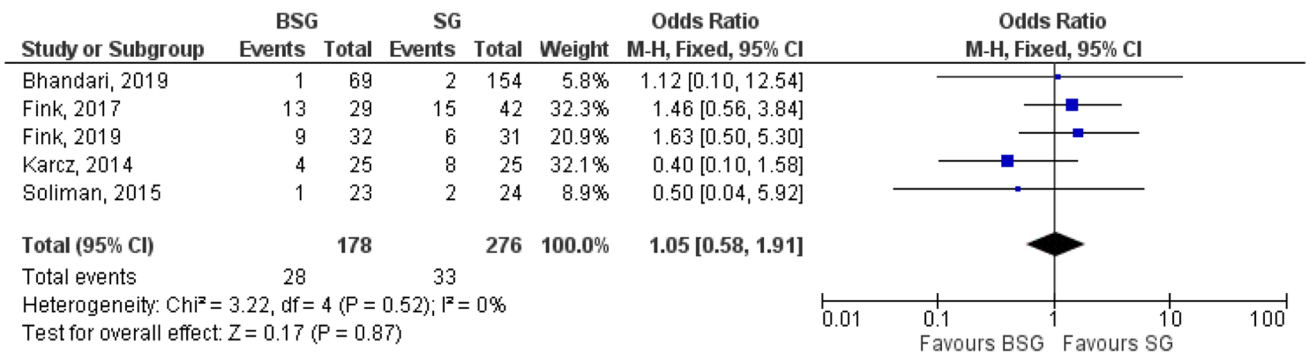 BSG SG Odds Ratio Odds Ratio
Study or Subgroup Events Total Events Total Weight M-H, Fixed, 95% CI M-H, Fixed, 95% CI
Bhandari, 2019 1 69 2 154 5.8% 1.12 [0.10, 12.54]
Fink, 2017 13 29 15 42 32.3% 1.46 [0.56, 3.84]
Fink, 2019 9 32 6 31 20.9% 1.63 [0.50, 5.30]
Karcz, 2014 4 25 8 25 32.1% 0.40 [0.10, 1.58]
Soliman, 2015 1 23 2 24 8.9% 0.50 [0.04, 5.92]
Total (95% CI) 178 276 100.0% 1.05 [0.58, 1.91]
Total events 28 33
Heterogeneity: Chi² = 3.22, df = 4 (P = 0.52); I² = 0%
Test for overall effect: Z = 0.17 (P = 0.87)
0.01 0.1 1 10 100
Favours BSG Favours SG